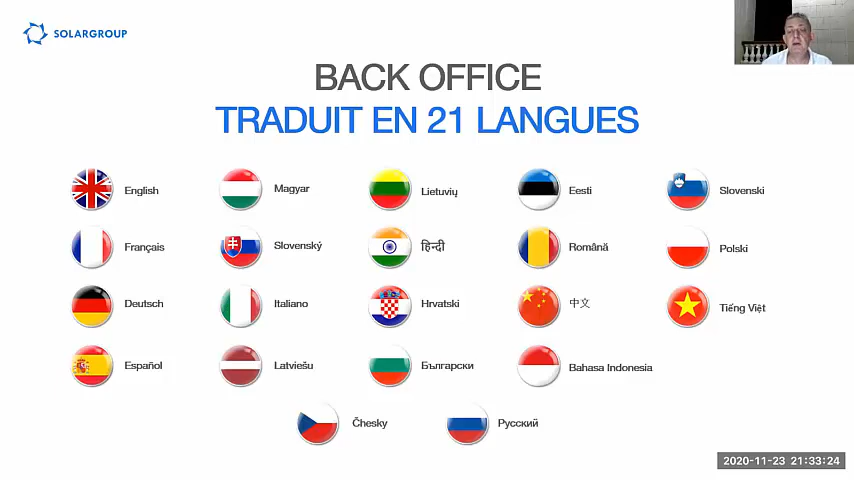 SOLARGROUP
BACK OFFICE
TRADUIT EN 21 LANGUES
English
Magyar
Lietuvių
Eesti
Slovenski
Français
Slovenský
हिन्दी
Română
Polski
Deutsch
Italiano
Hrvatski
中文
Tiếng Việt
Español
Latviešu
Български
Bahasa Indonesia
Čhesky
Русский
2020-11-23 21:33:24